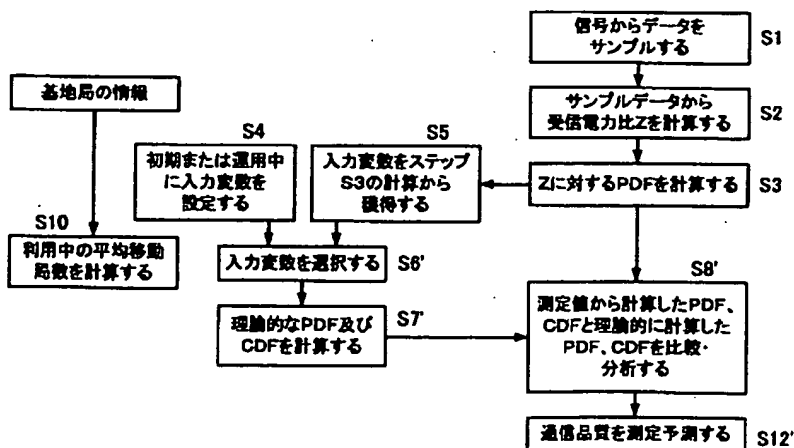 信号からデータを
サンプルする
S1
基地局の情報
サンプルデータから
受信電力比Zを計算する
S2
S4
初期または運用中
に入力変数を
設定する
S5
入力変数をステップ
S3の計算から
獲得する
Zに対するPDFを計算する
S3
S10
利用中の平均移動
局数を計算する
入力変数を選択する
S6'
理論的なPDF及び
CDFを計算する
S7'
S8'
測定値から計算したPDF、
CDFと理論的に計算した
PDF、CDFを比較・
分析する
通信品質を測定予測する
S12'